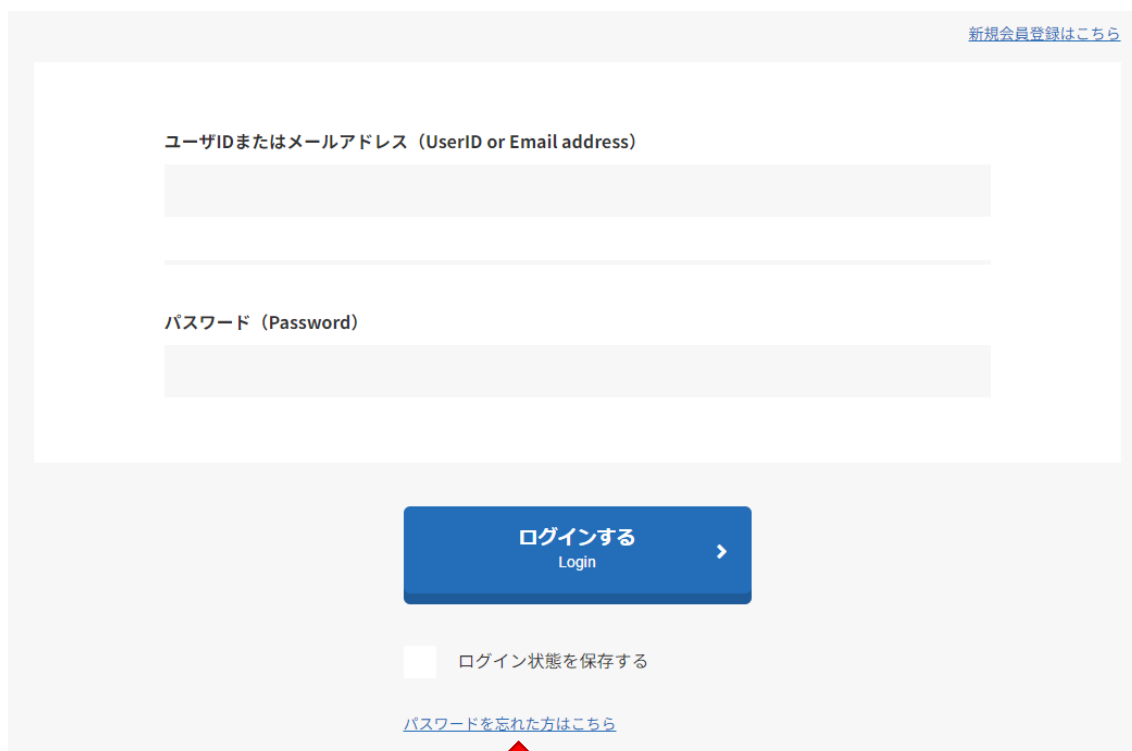 新規会員登録はこちら
ユーザIDまたはメールアドレス（UserID or Email address）
パスワード（Password）
ログインする
Login
ログイン状態を保存する
パスワードを忘れた方はこちら